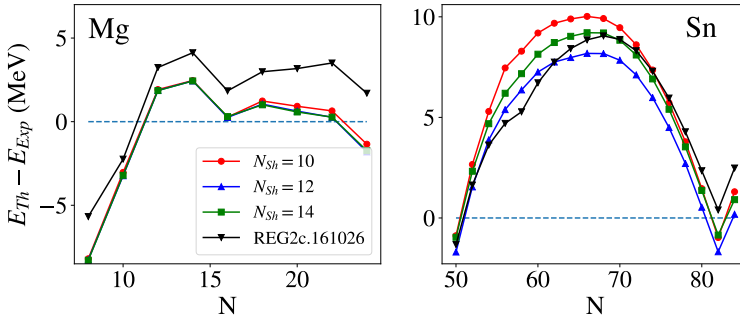 Mg
Sn
E_Th − E_Exp (MeV)
5
0
−5
10
15
20
N
N_Sh = 10
N_Sh = 12
N_Sh = 14
REG2c.161026
10
5
0
50
60
70
80
N